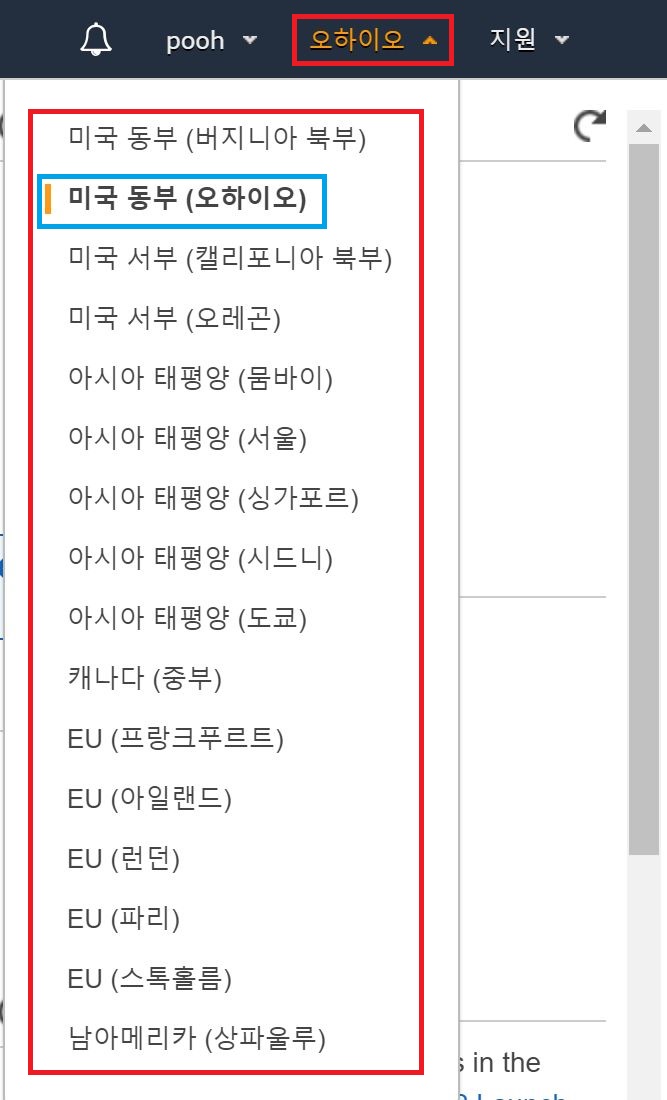 pooh 오하이오 지원
미국 동부 (버지니아 북부)
미국 동부 (오하이오)
미국 서부 (캘리포니아 북부)
미국 서부 (오레곤)
아시아 태평양 (뭄바이)
아시아 태평양 (서울)
아시아 태평양 (싱가포르)
아시아 태평양 (시드니)
아시아 태평양 (도쿄)
캐나다 (중부)
EU (프랑크푸르트)
EU (아일랜드)
EU (런던)
EU (파리)
EU (스톡홀름)
남아메리카 (상파울루)
in the